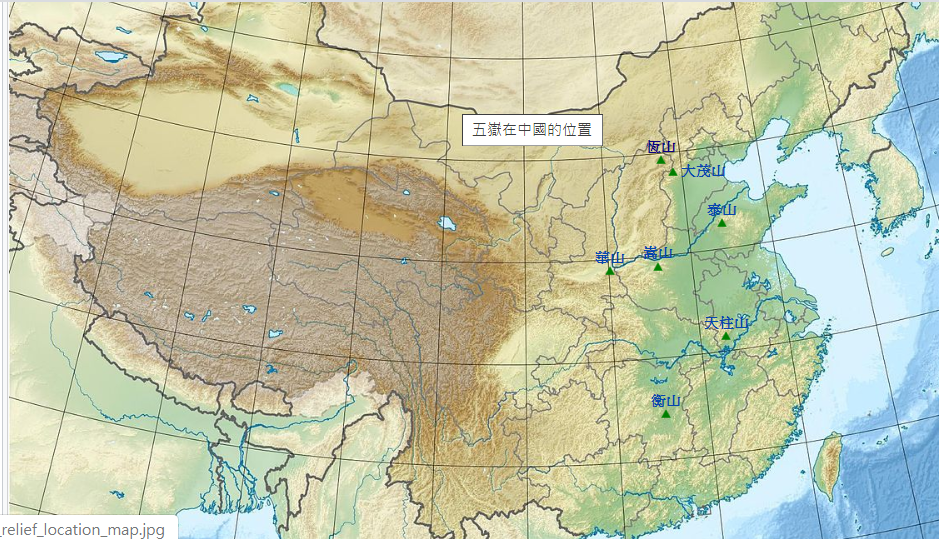 五嶽在中國的位置
恆山
大茂山
泰山
嵩山
華山
天柱山
衡山
_relief_location_map.jpg